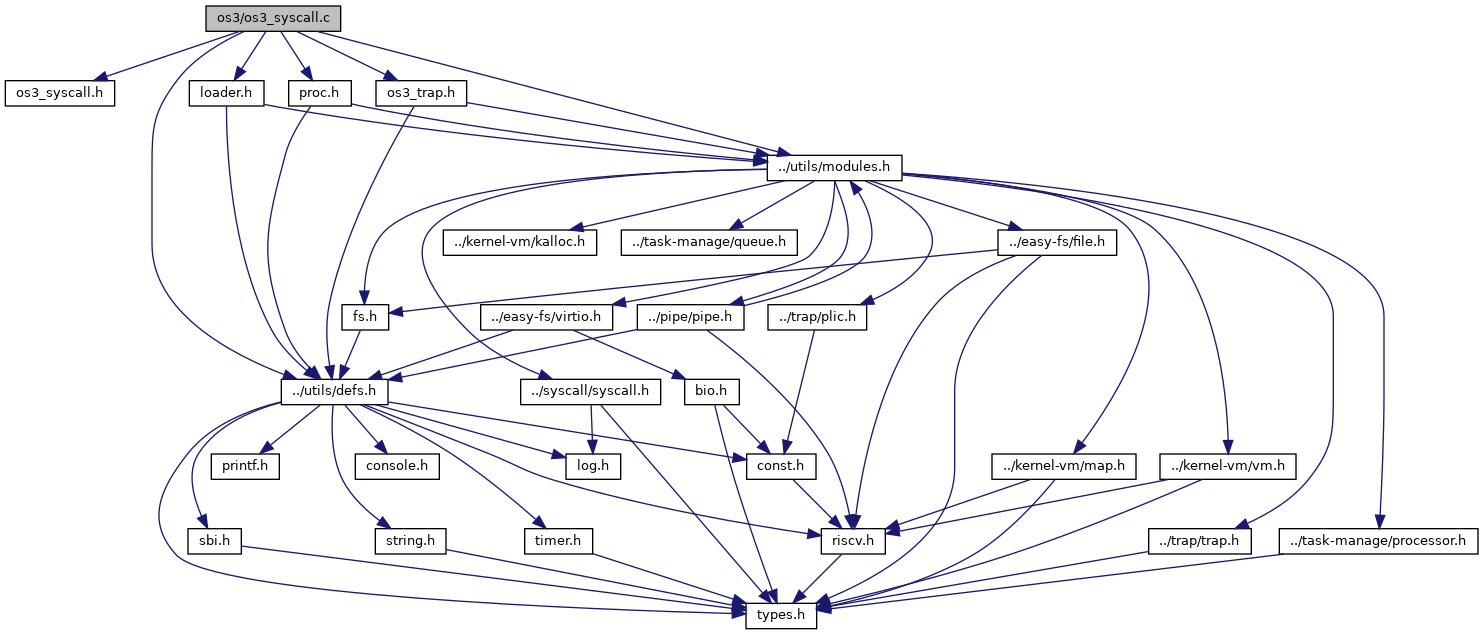 os3/os3_syscall.c
os3_syscall.h
loader.h
proc.h
os3_trap.h
../utils/modules.h
../kernel-vm/kalloc.h
../task-manage/queue.h
../easy-fs/file.h
fs.h
../easy-fs/virtio.h
../pipe/pipe.h
../trap/plic.h
../utils/defs.h
../syscall/syscall.h
bio.h
printf.h
console.h
log.h
const.h
../kernel-vm/map.h
../kernel-vm/vm.h
sbi.h
string.h
timer.h
riscv.h
../trap/trap.h
../task-manage/processor.h
types.h